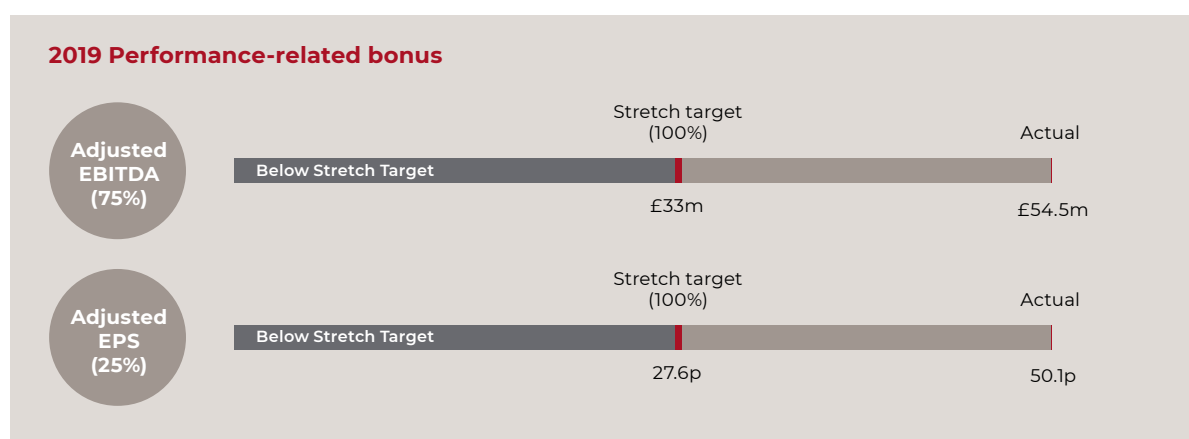 2019 Performance-related bonus
Adjusted
EBITDA
(75%)
Stretch target
(100%)
Actual
Below Stretch Target
£33m
£54.5m
Adjusted
EPS
(25%)
Stretch target
(100%)
Actual
Below Stretch Target
27.6p
50.1p